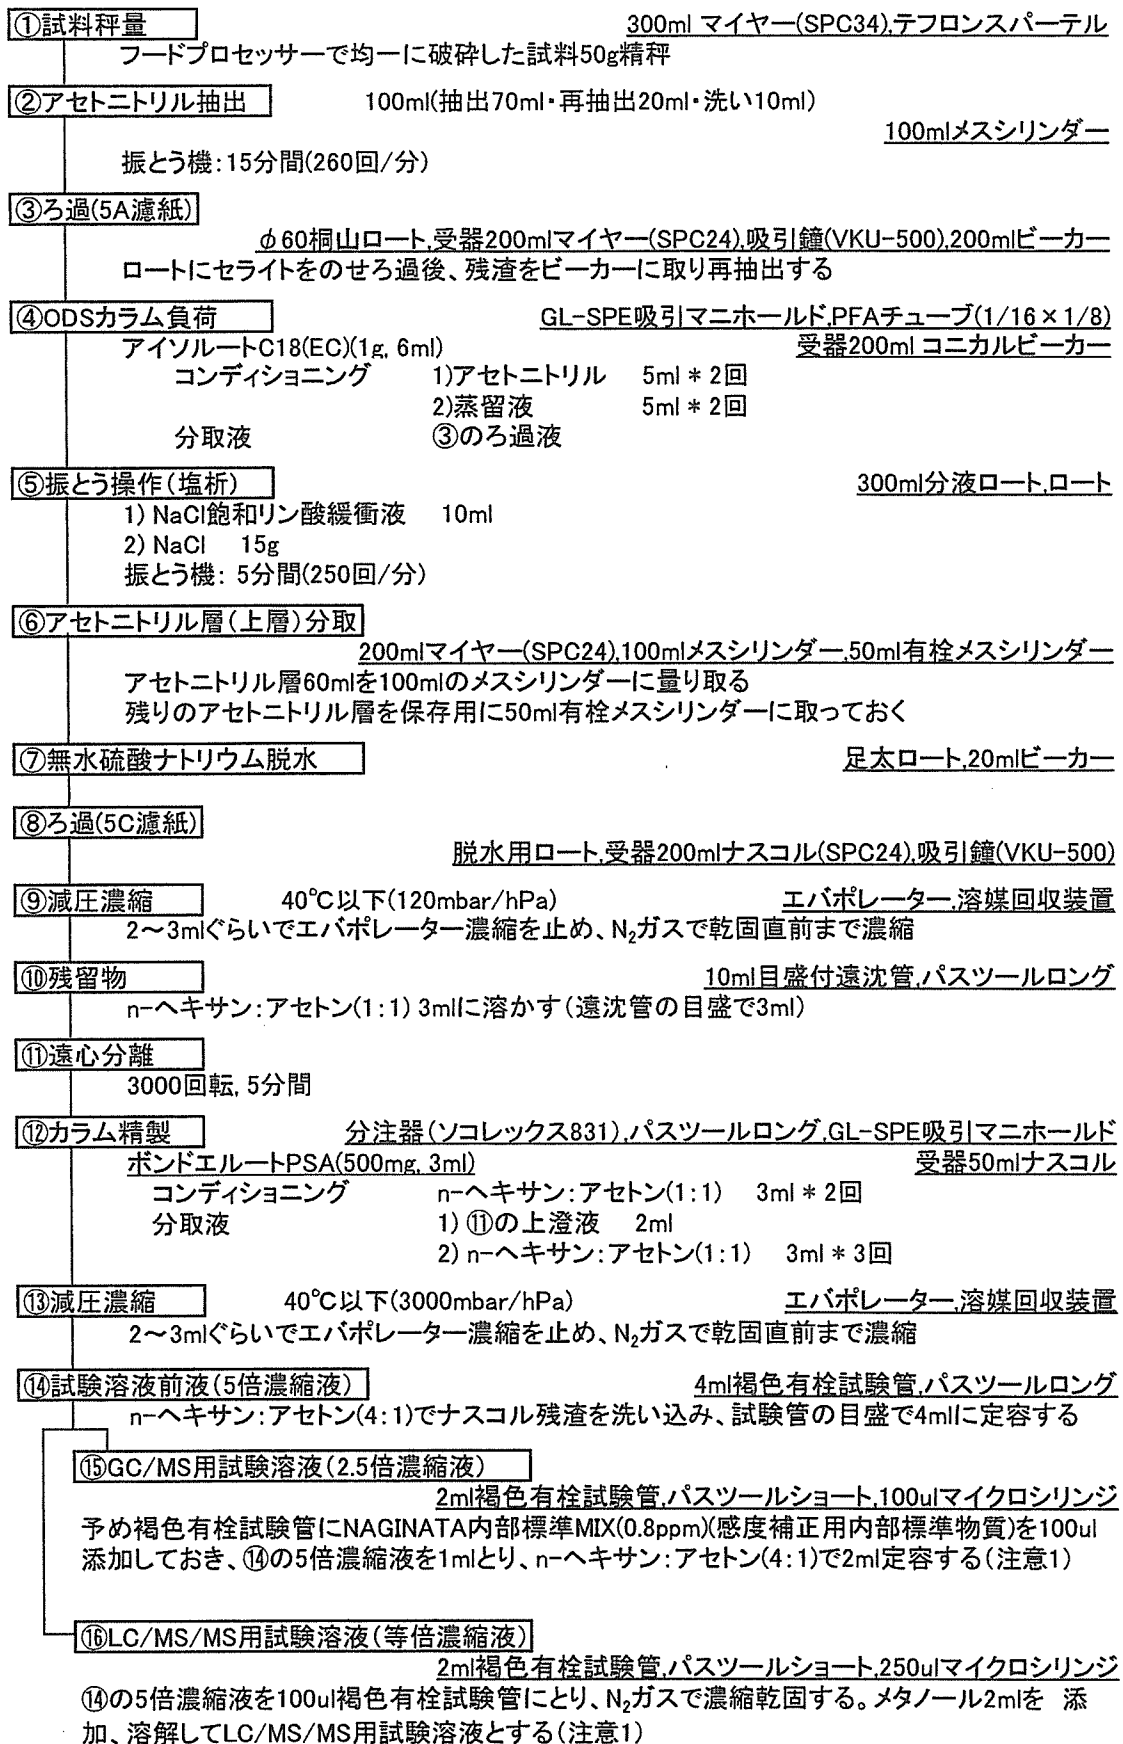 ①試料秤量 300ml マイヤー(SPC34),テフロンスパーテル
フードプロセッサーで均一に破砕した試料50g精秤
②アセトニトリル抽出 100ml(抽出70ml・再抽出20ml・洗い10ml)
100mlメスシリンダー
振とう機:15分間(260回/分)
③ろ過(5A濾紙)
φ60桐山ロート,受器200mlマイヤー(SPC24),吸引鐘(VKU-500),200mlビーカー
ロートにセライトをのせろ過後、残渣をビーカーに取り再抽出する
④ODSカラム負荷 GL-SPE吸引マニホールド,PFAチューブ(1/16×1/8)
アイソルートC18(EC)(1g, 6ml) 受器200ml コニカルビーカー
コンディショニング 1)アセトニトリル 5ml*2回
2)蒸留液 5ml*2回
分取液 ③のろ過液
⑤振とう操作(塩析) 300ml分液ロート,ロート
1) NaCl飽和リン酸緩衝液 10ml
2) NaCl 15g
振とう機: 5分間(250回/分)
⑥アセトニトリル層(上層)分取
200mlマイヤー(SPC24),100mlメスシリンダー,50ml有栓メスシリンダー
アセトニトリル層60mlを100mlのメスシリンダーに量り取る
残りのアセトニトリル層を保存用に50ml有栓メスシリンダーに取っておく
⑦無水硫酸ナトリウム脱水 足太ロート,20mlビーカー
⑧ろ過(5C濾紙)
脱水用ロート,受器200mlナスコル(SPC24),吸引鐘(VKU-500)
⑨減圧濃縮 40℃以下(120mbar/hPa) エバポレーター,溶媒回収装置
2～3mlぐらいでエバポレーター濃縮を止め、N₂ガスで乾固直前まで濃縮
⑩残留物 10ml目盛付遠沈管,パスツールロング
n-ヘキサン:アセトン(1:1) 3mlに溶かす(遠沈管の目盛で3ml)
⑪遠心分離
3000回転, 5分間
⑫カラム精製 分注器(ソコレックス831),パスツールロング,GL-SPE吸引マニホールド
ボンドエルートPSA(500mg, 3ml) 受器50mlナスコル
コンディショニング n-ヘキサン:アセトン(1:1) 3ml*2回
分取液 1) ⑪の上澄液 2ml
2) n-ヘキサン:アセトン(1:1) 3ml*3回
⑬減圧濃縮 40℃以下(3000mbar/hPa) エバポレーター,溶媒回収装置
2～3mlぐらいでエバポレーター濃縮を止め、N₂ガスで乾固直前まで濃縮
⑭試験溶液前液(5倍濃縮液) 4ml褐色有栓試験管,パスツールロング
n-ヘキサン:アセトン(4:1)でナスコル残渣を洗い込み、試験管の目盛で4mlに定容する
⑮GC/MS用試験溶液(2.5倍濃縮液)
2ml褐色有栓試験管,パスツールショート,100ulマイクロシリンジ
予め褐色有栓試験管にNAGINATA内部標準MIX(0.8ppm)(感度補正用内部標準物質)を100ul
添加しておき、⑭の5倍濃縮液を1mlとり、n-ヘキサン:アセトン(4:1)で2ml定容する(注意1)
⑯LC/MS/MS用試験溶液(等倍濃縮液)
2ml褐色有栓試験管,パスツールショート,250ulマイクロシリンジ
⑭の5倍濃縮液を100ul褐色有栓試験管にとり、N₂ガスで濃縮乾固する。メタノール2mlを 添
加、溶解してLC/MS/MS用試験溶液とする(注意1)